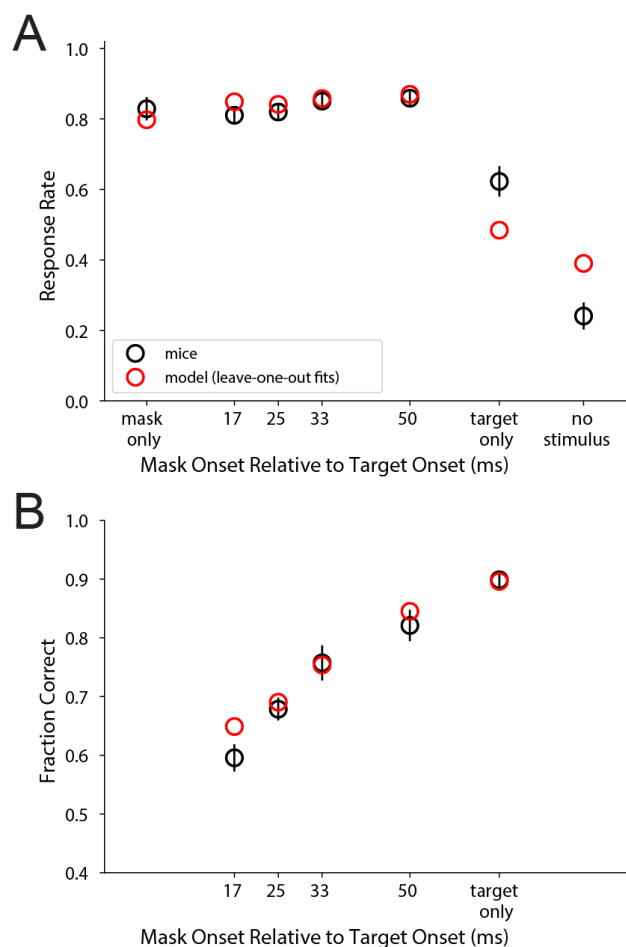 A
1.0
0.8
0.6
0.4
0.2
0.0
Response Rate
mice
model (leave-one-out fits)
mask only
17
25
33
50
target only
no stimulus
Mask Onset Relative to Target Onset (ms)
B
1.0
0.9
0.8
0.7
0.6
0.5
0.4
Fraction Correct
17
25
33
50
target only
Mask Onset Relative to Target Onset (ms)